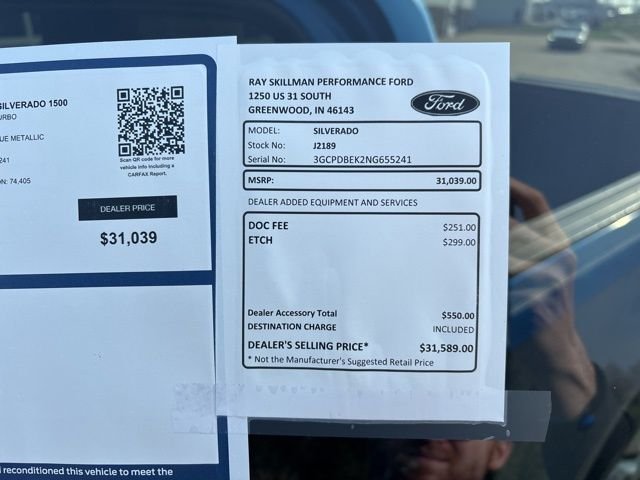 SILVERADO 1500
URBO
UE METALLIC
241
ON: 74,405
Scan QR code for more
vehicle info including a
CARFAX Report.
DEALER PRICE
$31,039
d reconditioned this vehicle to meet the
RAY SKILLMAN PERFORMANCE FORD
1250 US 31 SOUTH
GREENWOOD, IN 46143
Ford
MODEL: SILVERADO
Stock No: J2189
Serial No: 3GCPDBEK2NG655241
MSRP: 31,039.00
DEALER ADDED EQUIPMENT AND SERVICES
DOC FEE $251.00
ETCH $299.00
Dealer Accessory Total $550.00
DESTINATION CHARGE INCLUDED
DEALER'S SELLING PRICE* $31,589.00
* Not the Manufacturer's Suggested Retail Price